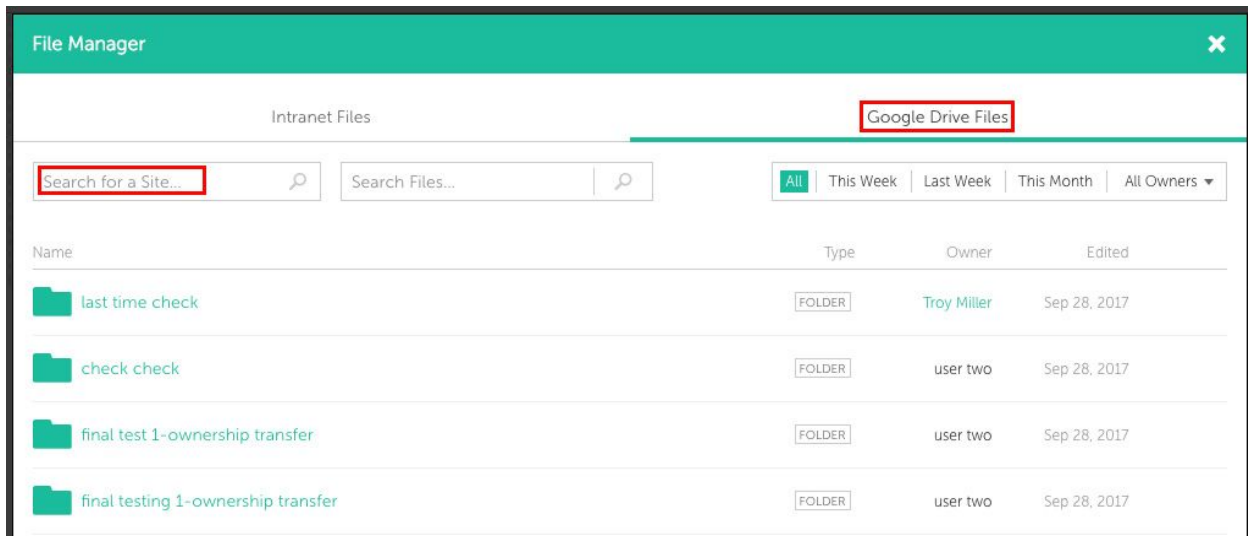 File Manager
Intranet Files Google Drive Files
Search for a Site... Search Files... All This Week Last Week This Month All Owners
Name Type Owner Edited
last time check FOLDER Troy Miller Sep 28, 2017
check check FOLDER user two Sep 28, 2017
final test 1-ownership transfer FOLDER user two Sep 28, 2017
final testing 1-ownership transfer FOLDER user two Sep 28, 2017